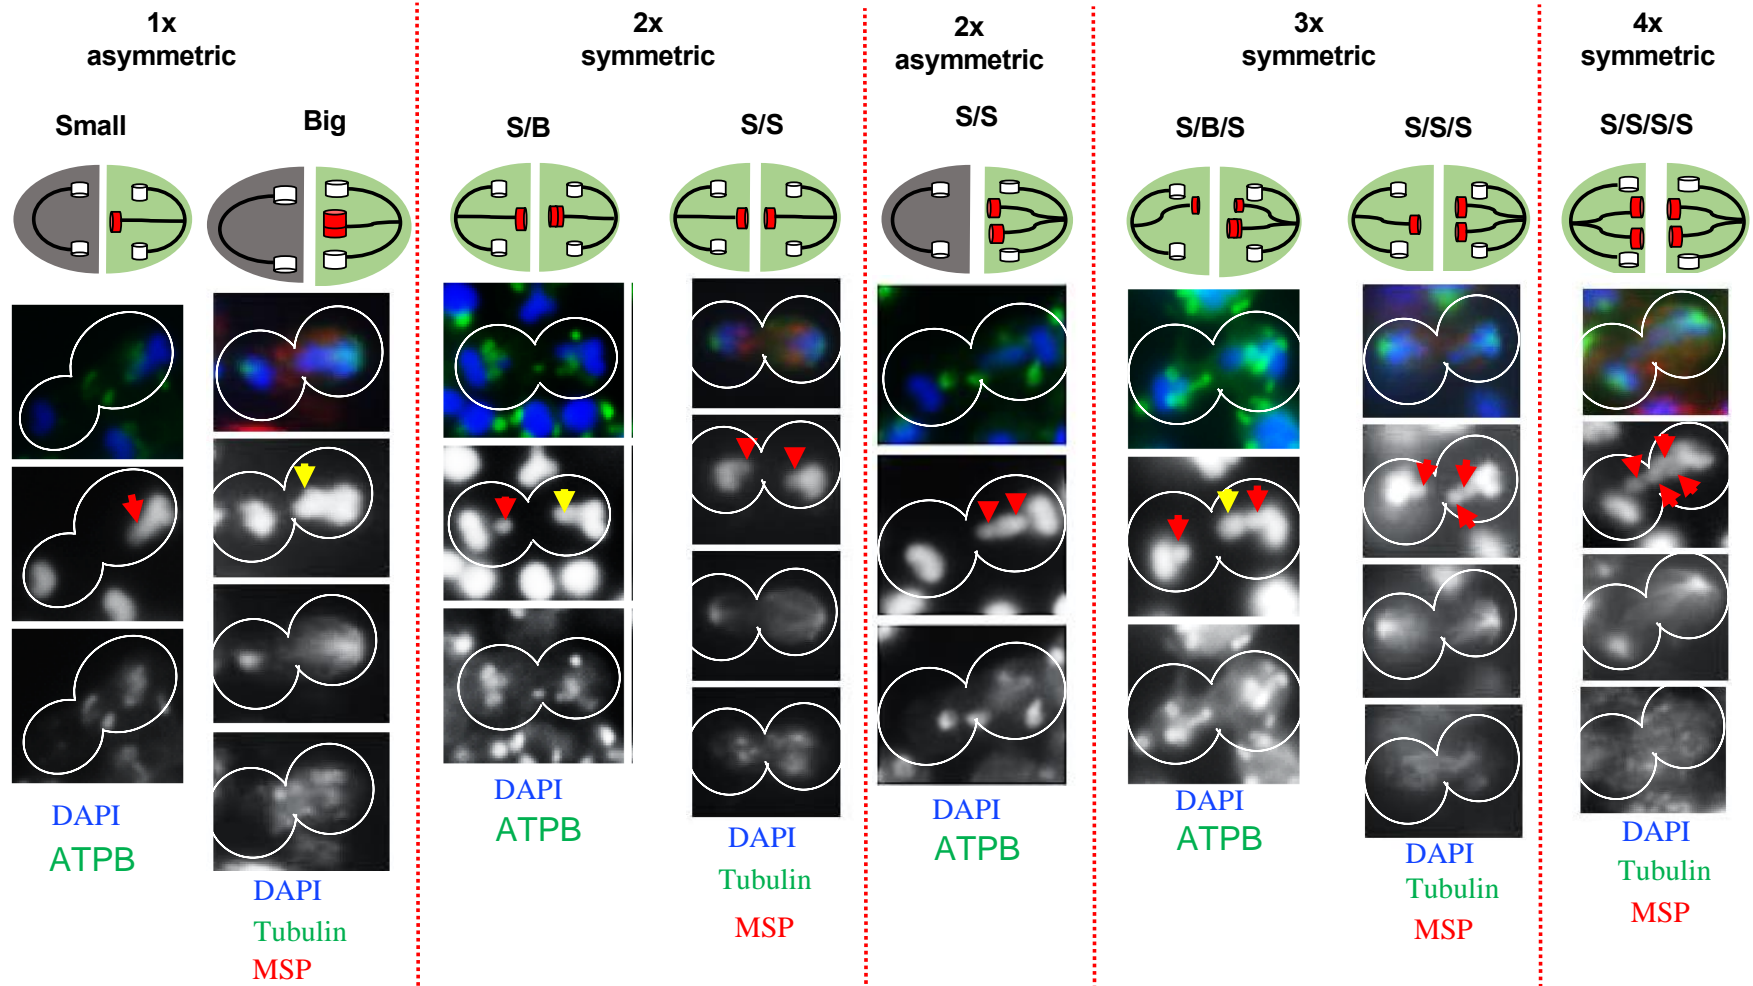 1x
asymmetric
2x
symmetric
2x
asymmetric
3x
symmetric
4x
symmetric
Small
Big
S/B
S/S
S/S
S/B/S
S/S/S
S/S/S/S
DAPI
ATPB
DAPI
Tubulin
MSP
DAPI
ATPB
DAPI
Tubulin
MSP
DAPI
ATPB
DAPI
ATPB
DAPI
Tubulin
MSP
DAPI
Tubulin
MSP